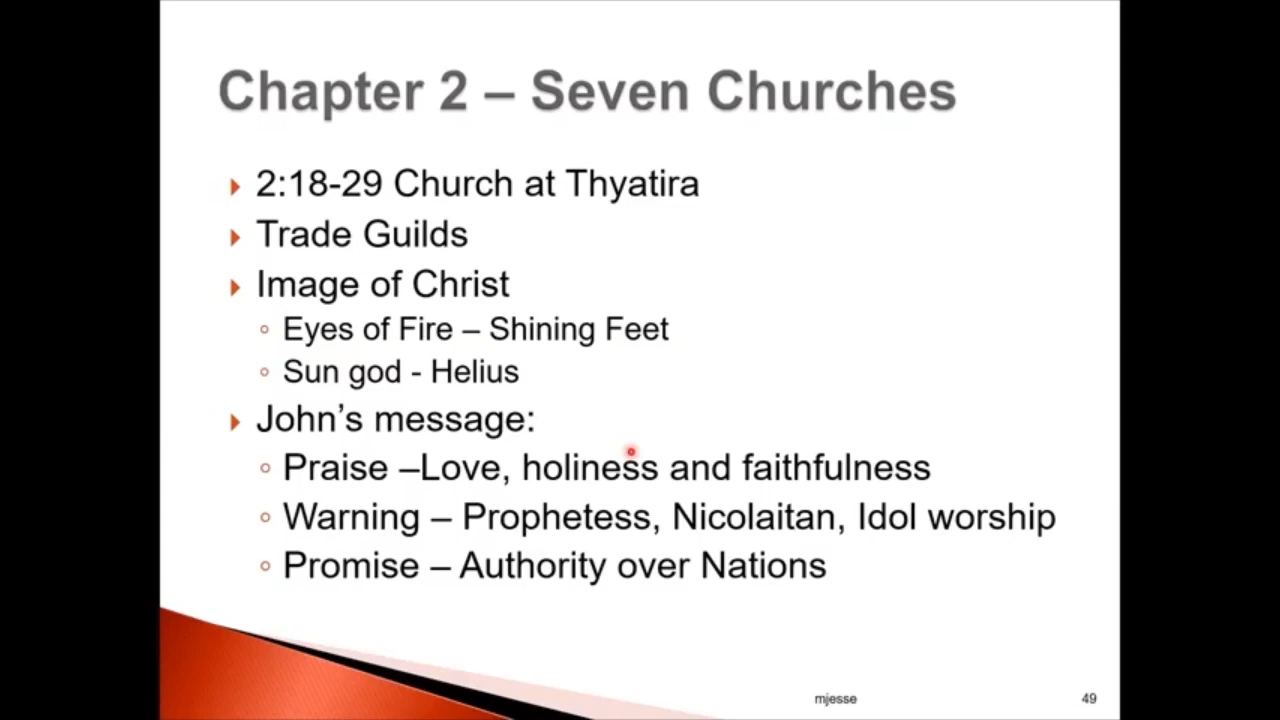 Chapter 2 – Seven Churches
2:18-29 Church at Thyatira
Trade Guilds
Image of Christ
Eyes of Fire – Shining Feet
Sun god - Helius
John’s message:
Praise –Love, holiness and faithfulness
Warning – Prophetess, Nicolaitan, Idol worship
Promise – Authority over Nations
mjesse
49